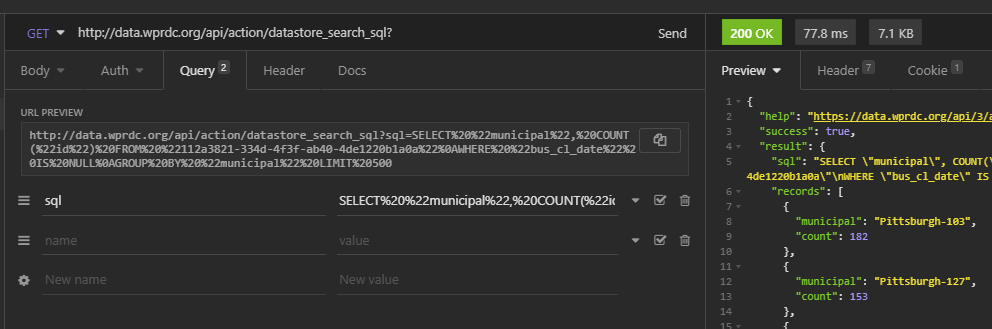 GET http://data.wprdc.org/api/action/datastore_search_sql? Send
200 OK 77.8 ms 7.1 KB
Body Auth Query 2 Header Docs
Preview Header 7 Cookie 1
URL PREVIEW
http://data.wprdc.org/api/action/datastore_search_sql?sql=SELECT%20%22municipal%22,%20COUNT
(%22id%22)%20FROM%20%22112a3821-334d-4f3f-ab40-4de1220b1a0a%22%0AWHERE%20%22bus_cl_date%22%2
0IS%20NULL%0AGROUP%20BY%20%22municipal%22%20LIMIT%20500
sql SELECT%20%22municipal%22,%20COUNT(%22ic
name value
New name New value
1 {
2 "help": "https://data.wprdc.org/api/3/a
3 "success": true,
4 "result": {
5 "sql": "SELECT \"municipal\", COUNT(\
4de1220b1a0a\"\nWHERE \"bus_cl_date\" IS
6 "records": [
7 {
8 "municipal": "Pittsburgh-103",
9 "count": 182
10 },
11 {
12 "municipal": "Pittsburgh-127",
13 "count": 153
14 },
15 {